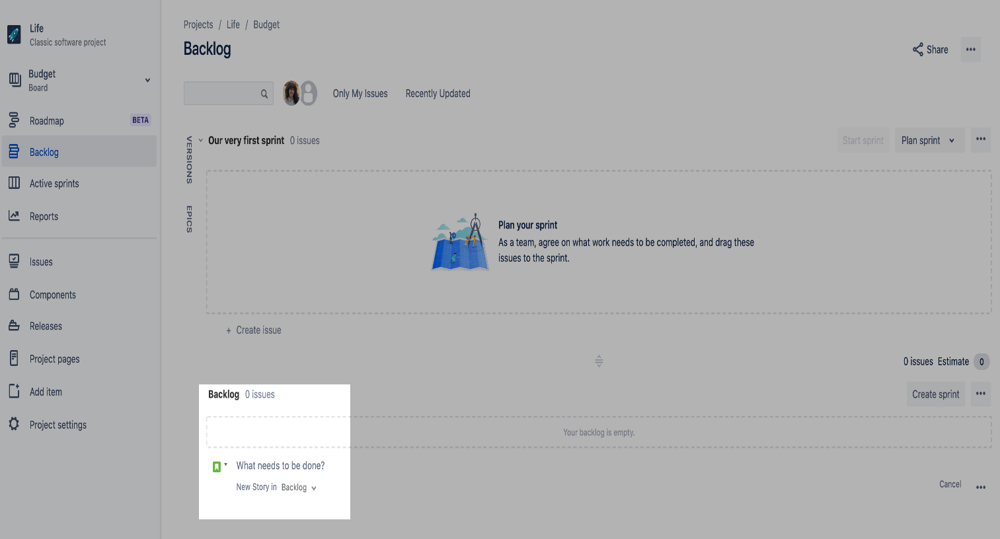 Life
Classic software project
Budget
Board
Roadmap BETA
Backlog
Active sprints
Reports
Issues
Components
Releases
Project pages
Add item
Project settings
Projects / Life / Budget
Backlog
Share
Only My Issues Recently Updated
VERSIONS
EPICS
Our very first sprint 0 issues
Start sprint Plan sprint
Plan your sprint
As a team, agree on what work needs to be completed, and drag these
issues to the sprint.
+ Create issue
0 issues Estimate 0
Backlog 0 issues
Create sprint
Your backlog is empty.
What needs to be done?
New Story in Backlog
Cancel